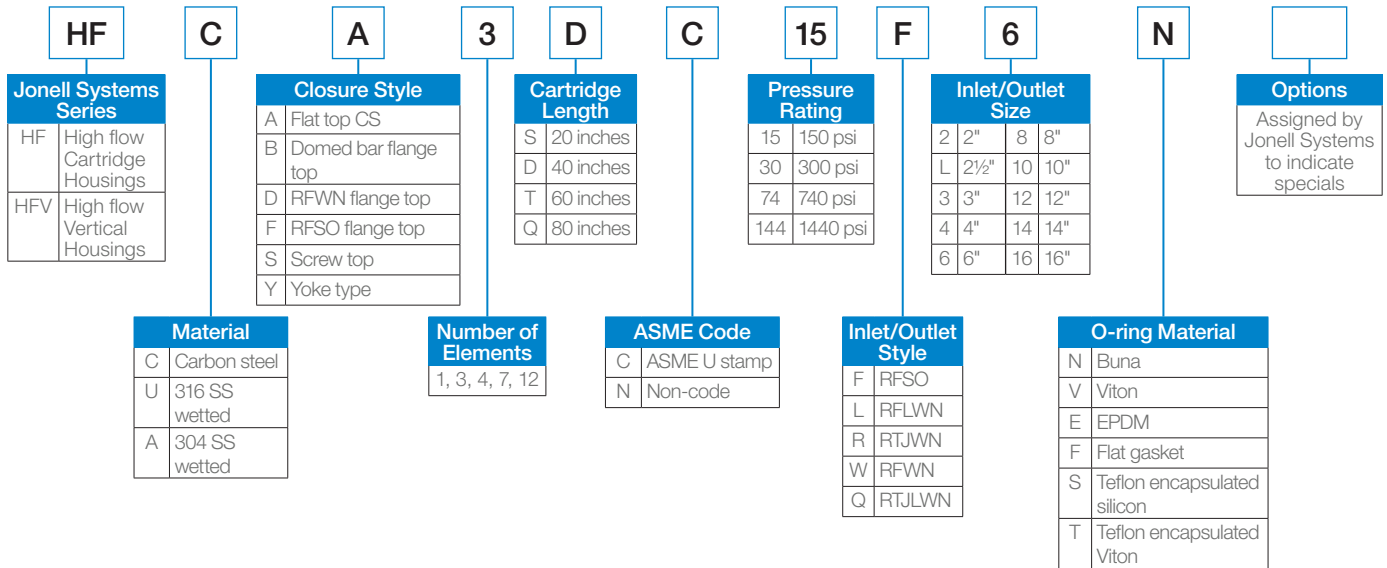 HF C A 3 D C 15 F 6 N
Jonell Systems
Series
HF High flow
Cartridge
Housings
HFV High flow
Vertical
Housings
Closure Style
A Flat top CS
B Domed bar flange
top
D RFWN flange top
F RFSO flange top
S Screw top
Y Yoke type
Cartridge
Length
S 20 inches
D 40 inches
T 60 inches
Q 80 inches
Pressure
Rating
15 150 psi
30 300 psi
74 740 psi
144 1440 psi
Inlet/Outlet
Size
2 2" 8 8"
L 2½" 10 10"
3 3" 12 12"
4 4" 14 14"
6 6" 16 16"
Options
Assigned by
Jonell Systems
to indicate
specials
Material
C Carbon steel
U 316 SS
wetted
A 304 SS
wetted
Number of
Elements
1, 3, 4, 7, 12
ASME Code
C ASME U stamp
N Non-code
Inlet/Outlet
Style
F RFSO
L RFLWN
R RTJWN
W RFWN
Q RTJLWN
O-ring Material
N Buna
V Viton
E EPDM
F Flat gasket
S Teflon encapsulated
silicon
T Teflon encapsulated
Viton